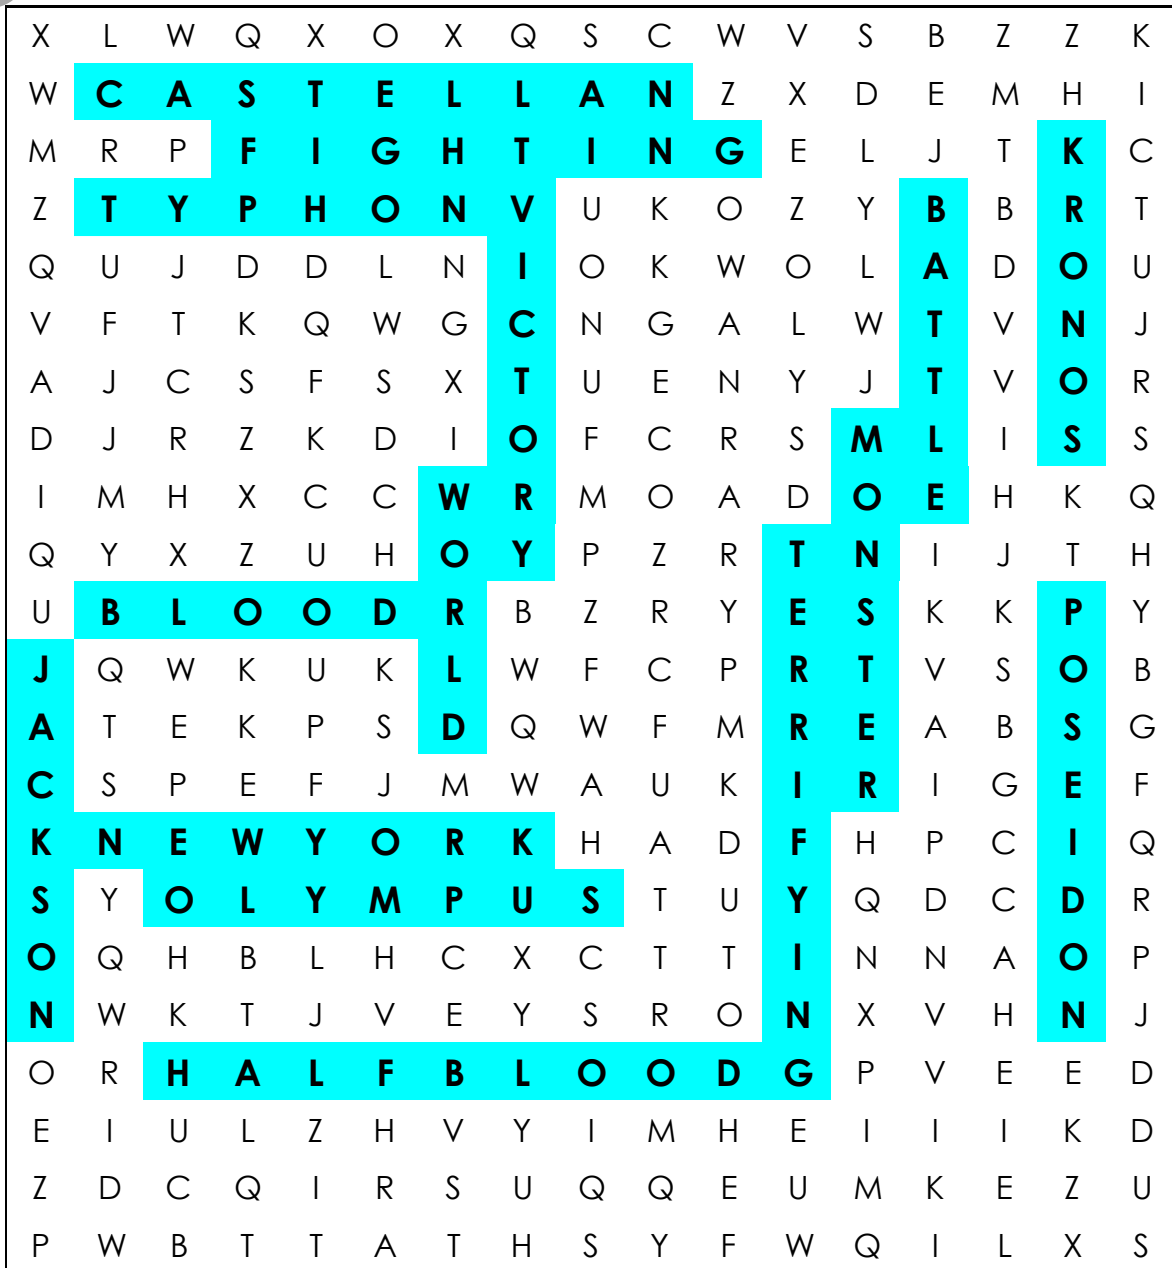 X L W Q X O X Q S C W V S B Z Z K
W C A S T E L L A N Z X D E M H I
M R P F I G H T I N G E L J T K C
Z T Y P H O N V U K O Z Y B B R T
Q U J D D L N I O K W O L A D O U
V F T K Q W G C N G A L W T V N J
A J C S F S X T U E N Y J T V O R
D J R Z K D I O F C R S M L I S S
I M H X C C W R M O A D O E H K Q
Q Y X Z U H O Y P Z R T N I J T H
U B L O O D R B Z R Y E S K K P Y
J Q W K U K L W F C P R T V S O B
A T E K P S D Q W F M R E A B S G
C S P E F J M W A U K I R I G E F
K N E W Y O R K H A D F H P C I Q
S Y O L Y M P U S T U Y Q D C D R
O Q H B L H C X C T T I N N A O P
N W K T J V E Y S R O N X V H N J
O R H A L F B L O O D G P V E E D
E I U L Z H V Y I M H E I I I K D
Z D C Q I R S U Q Q E U M K E Z U
P W B T T A T H S Y F W Q I L X S